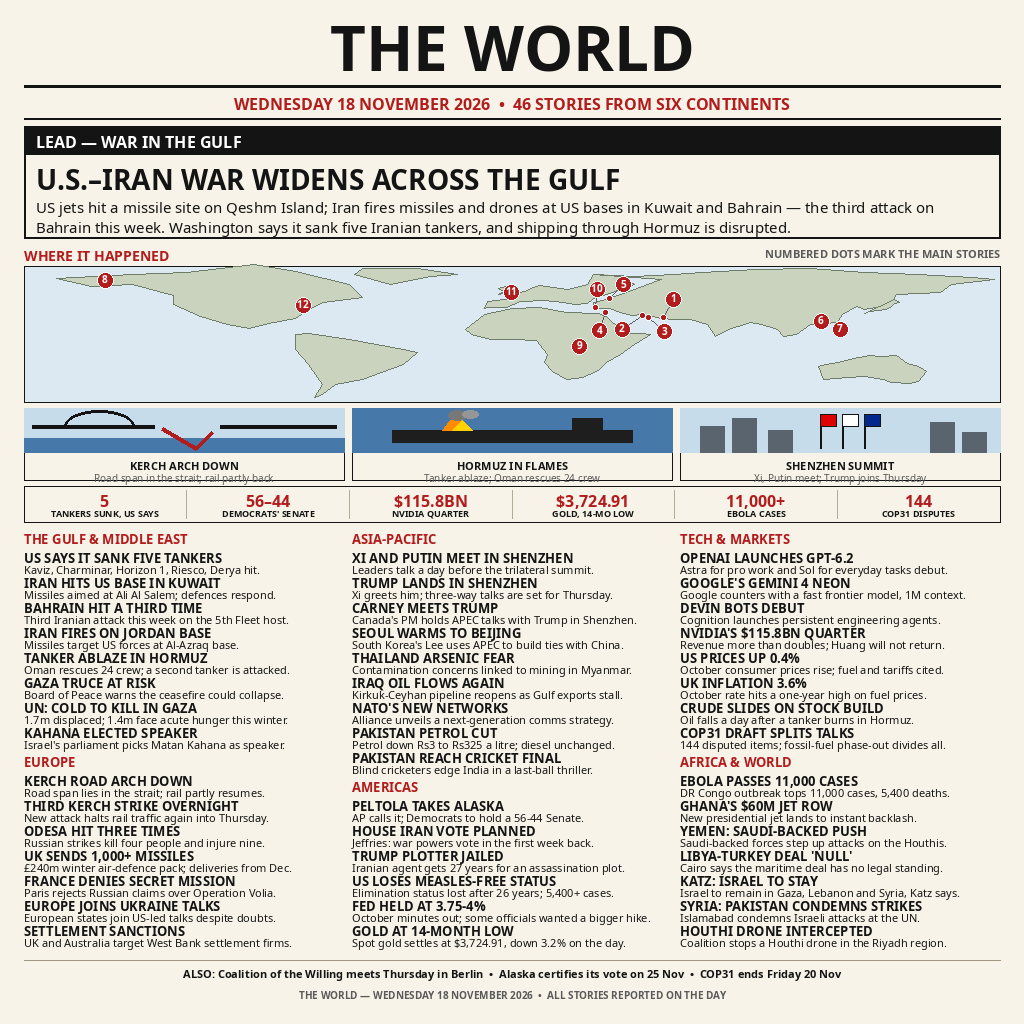 THE WORLD
WEDNESDAY 18 NOVEMBER 2026 • 46 STORIES FROM SIX CONTINENTS
LEAD — WAR IN THE GULF
U.S.–IRAN WAR WIDENS ACROSS THE GULF
US jets hit a missile site on Qeshm Island; Iran fires missiles and drones at US bases in Kuwait and Bahrain — the third attack on
Bahrain this week. Washington says it sank five Iranian tankers, and shipping through Hormuz is disrupted.
WHERE IT HAPPENED
NUMBERED DOTS MARK THE MAIN STORIES
8
12
11
10
5
1
4
2
3
9
6
7
KERCH ARCH DOWN
Road span in the strait; rail partly back
HORMUZ IN FLAMES
Tanker ablaze; Oman rescues 24 crew
SHENZHEN SUMMIT
Xi, Putin meet; Trump joins Thursday
5
TANKERS SUNK, US SAYS
56–44
DEMOCRATS' SENATE
$115.8BN
NVIDIA QUARTER
$3,724.91
GOLD, 14-MO LOW
11,000+
EBOLA CASES
144
COP31 DISPUTES
THE GULF & MIDDLE EAST
US SAYS IT SANK FIVE TANKERS
Kaviz, Charminar, Horizon 1, Riesco, Derya hit.
IRAN HITS US BASE IN KUWAIT
Missiles aimed at Ali Al Salem; defences respond.
BAHRAIN HIT A THIRD TIME
Third Iranian attack this week on the 5th Fleet host.
IRAN FIRES ON JORDAN BASE
Missiles target US forces at Al-Azraq base.
TANKER ABLAZE IN HORMUZ
Oman rescues 24 crew; a second tanker is attacked.
GAZA TRUCE AT RISK
Board of Peace warns the ceasefire could collapse.
UN: COLD TO KILL IN GAZA
1.7m displaced; 1.4m face acute hunger this winter.
KAHANA ELECTED SPEAKER
Israel's parliament picks Matan Kahana as speaker.
EUROPE
KERCH ROAD ARCH DOWN
Road span lies in the strait; rail partly resumes.
THIRD KERCH STRIKE OVERNIGHT
New attack halts rail traffic again into Thursday.
ODESA HIT THREE TIMES
Russian strikes kill four people and injure nine.
UK SENDS 1,000+ MISSILES
£240m winter air-defence pack; deliveries from Dec.
FRANCE DENIES SECRET MISSION
Paris rejects Russian claims over Operation Volia.
EUROPE JOINS UKRAINE TALKS
European states join US-led talks despite doubts.
SETTLEMENT SANCTIONS
UK and Australia target West Bank settlement firms.
ASIA-PACIFIC
XI AND PUTIN MEET IN SHENZHEN
Leaders talk a day before the trilateral summit.
TRUMP LANDS IN SHENZHEN
Xi greets him; three-way talks are set for Thursday.
CARNEY MEETS TRUMP
Canada's PM holds APEC talks with Trump in Shenzhen.
SEOUL WARMS TO BEIJING
South Korea's Lee uses APEC to build ties with China.
THAILAND ARSENIC FEAR
Contamination concerns linked to mining in Myanmar.
IRAQ OIL FLOWS AGAIN
Kirkuk-Ceyhan pipeline reopens as Gulf exports stall.
NATO'S NEW NETWORKS
Alliance unveils a next-generation comms strategy.
PAKISTAN PETROL CUT
Petrol down Rs3 to Rs325 a litre; diesel unchanged.
PAKISTAN REACH CRICKET FINAL
Blind cricketers edge India in a last-ball thriller.
AMERICAS
PELTOLA TAKES ALASKA
AP calls it; Democrats to hold a 56-44 Senate.
HOUSE IRAN VOTE PLANNED
Jeffries: war powers vote in the first week back.
TRUMP PLOTTER JAILED
Iranian agent gets 27 years for an assassination plot.
US LOSES MEASLES-FREE STATUS
Elimination status lost after 26 years; 5,400+ cases.
FED HELD AT 3.75-4%
October minutes out; some officials wanted a bigger hike.
GOLD AT 14-MONTH LOW
Spot gold settles at $3,724.91, down 3.2% on the day.
TECH & MARKETS
OPENAI LAUNCHES GPT-6.2
Astra for pro work and Sol for everyday tasks debut.
GOOGLE'S GEMINI 4 NEON
Google counters with a fast frontier model, 1M context.
DEVIN BOTS DEBUT
Cognition launches persistent engineering agents.
NVIDIA'S $115.8BN QUARTER
Revenue more than doubles; Huang will not return.
US PRICES UP 0.4%
October consumer prices rise; fuel and tariffs cited.
UK INFLATION 3.6%
October rate hits a one-year high on fuel prices.
CRUDE SLIDES ON STOCK BUILD
Oil falls a day after a tanker burns in Hormuz.
COP31 DRAFT SPLITS TALKS
144 disputed items; fossil-fuel phase-out divides all.
AFRICA & WORLD
EBOLA PASSES 11,000 CASES
DR Congo outbreak tops 11,000 cases, 5,400 deaths.
GHANA'S $60M JET ROW
New presidential jet lands to instant backlash.
YEMEN: SAUDI-BACKED PUSH
Saudi-backed forces step up attacks on the Houthis.
LIBYA-TURKEY DEAL 'NULL'
Cairo says the maritime deal has no legal standing.
KATZ: ISRAEL TO STAY
Israel to remain in Gaza, Lebanon and Syria, Katz says.
SYRIA: PAKISTAN CONDEMNS STRIKES
Islamabad condemns Israeli attacks at the UN.
HOUTHI DRONE INTERCEPTED
Coalition stops a Houthi drone in the Riyadh region.
ALSO: Coalition of the Willing meets Thursday in Berlin • Alaska certifies its vote on 25 Nov • COP31 ends Friday 20 Nov
THE WORLD — WEDNESDAY 18 NOVEMBER 2026 • ALL STORIES REPORTED ON THE DAY